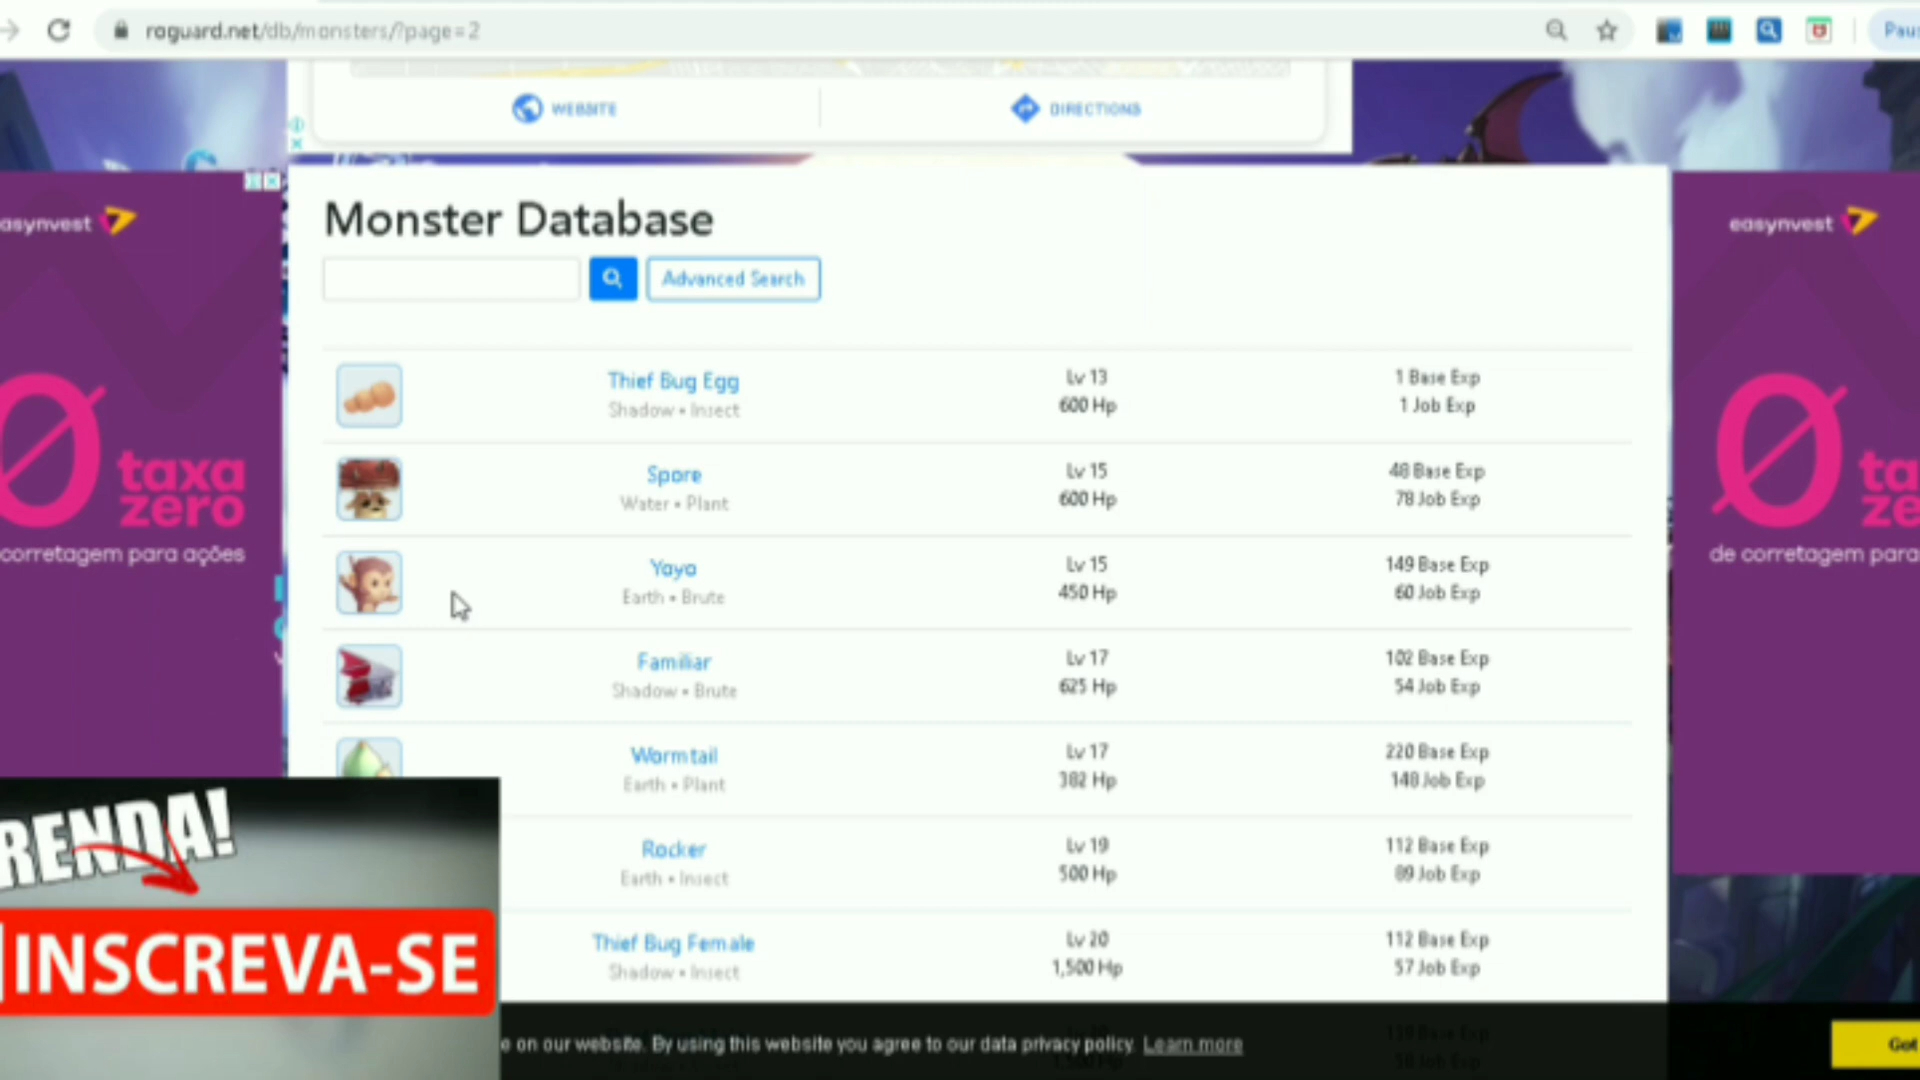 roguard.net/db/monsters/?page=2
WEBSITE
DIRECTIONS
easynvest
taxa
zero
corretagem para ações
Monster Database
Advanced Search
Thief Bug Egg
Shadow • Insect
Lv 13
600 Hp
1 Base Exp
1 Job Exp
Spore
Water • Plant
Lv 15
600 Hp
48 Base Exp
78 Job Exp
Yoyo
Earth • Brute
Lv 15
450 Hp
149 Base Exp
60 Job Exp
Familiar
Shadow • Brute
Lv 17
625 Hp
102 Base Exp
54 Job Exp
Wormtail
Earth • Plant
Lv 17
382 Hp
220 Base Exp
148 Job Exp
Rocker
Earth • Insect
Lv 19
500 Hp
112 Base Exp
89 Job Exp
Thief Bug Female
Shadow • Insect
Lv 20
1,500 Hp
112 Base Exp
57 Job Exp
easynvest
ta
ze
de corretagem para
RENDA!
INSCREVA-SE
e on our website. By using this website you agree to our data privacy policy. Learn more
Got